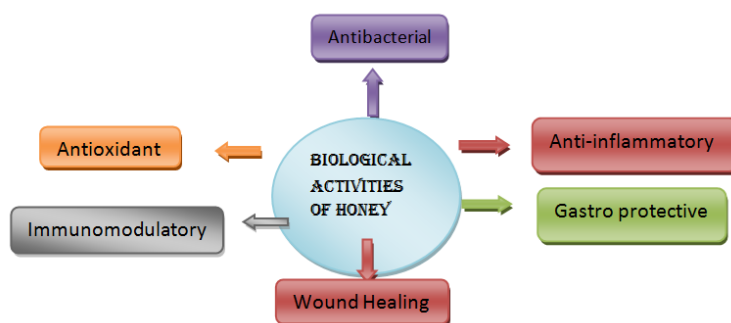 Antibacterial
Antioxidant
Anti-inflammatory
BIOLOGICAL
ACTIVITIES
OF HONEY
Immunomodulatory
Gastro protective
Wound Healing